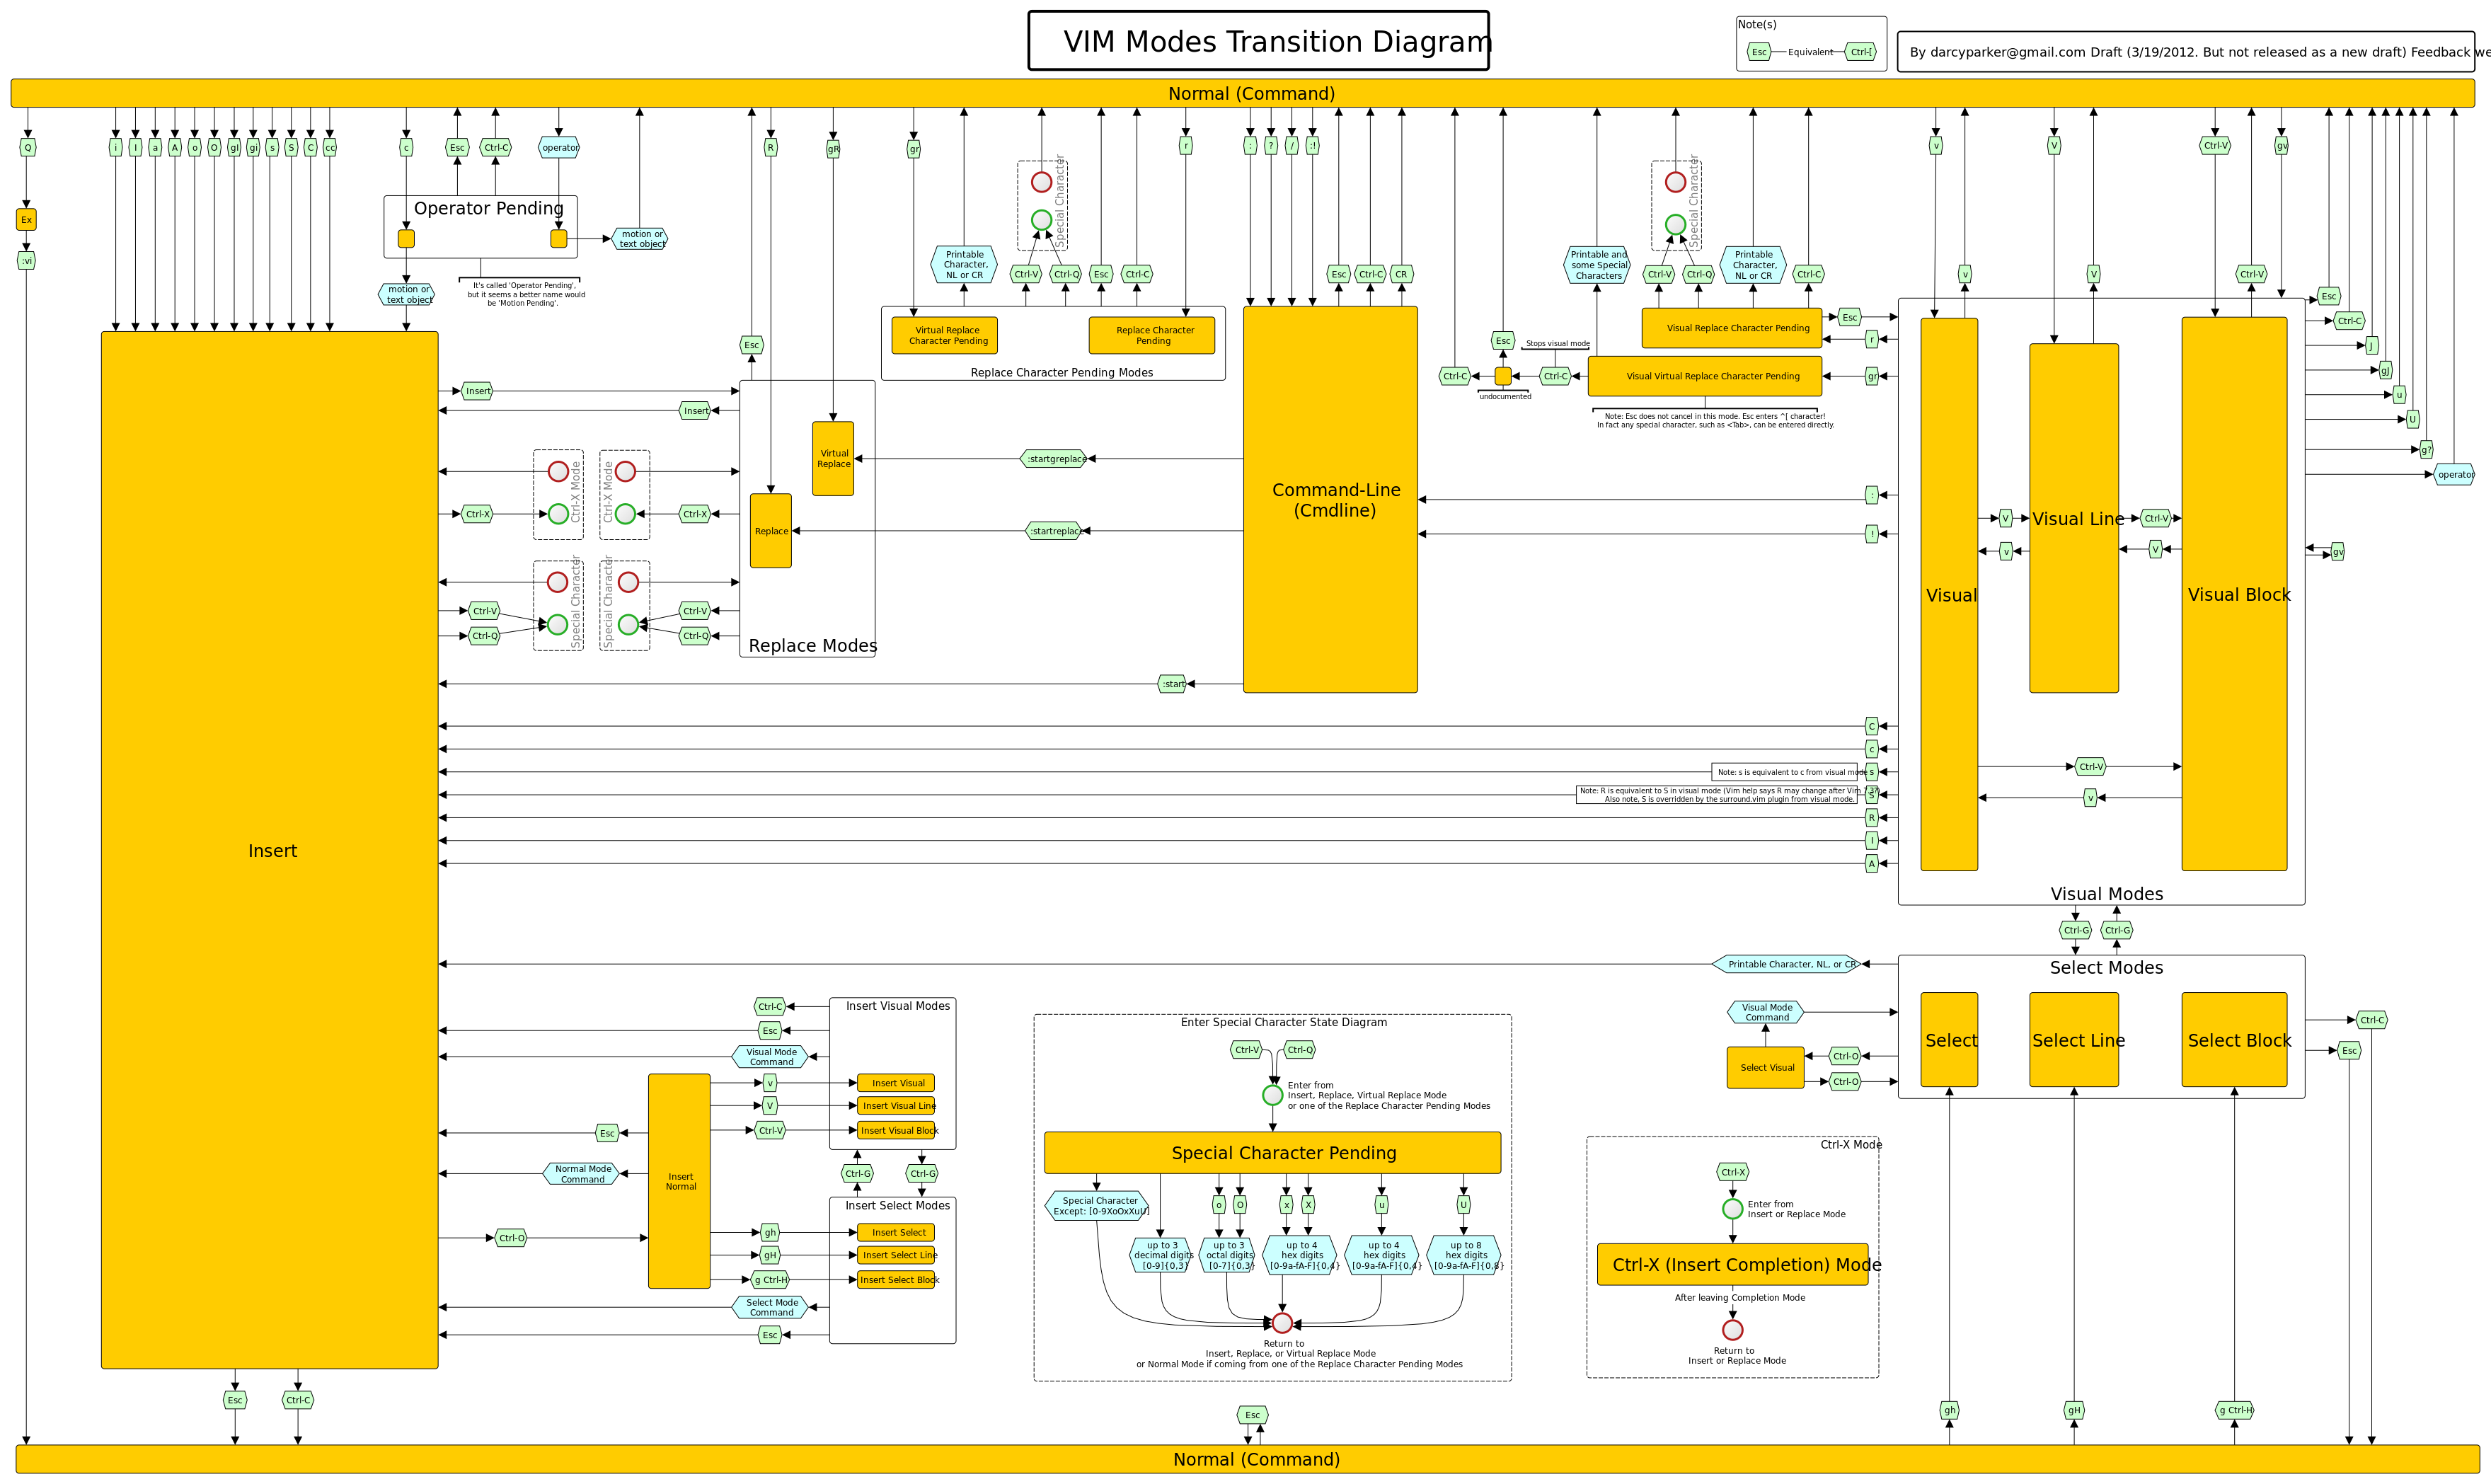 VIM Modes Transition Diagram
Note(s)
Esc
Equivalent
Ctrl-[
By darcyparker@gmail.com Draft (3/19/2012. But not released as a new draft) Feedback we
Normal (Command)
Q
i
I
a
A
o
O
gI
gi
s
S
C
cc
c
Esc
Ctrl-C
operator
R
gR
gr
r
:
?
/
:!
v
V
Ctrl-V
gv
Ex
:vi
Operator Pending
motion or
text object
motion or
text object
It's called 'Operator Pending',
but it seems a better name would
be 'Motion Pending'.
Special Character
Printable
Character,
NL or CR
Ctrl-V
Ctrl-Q
Esc
Ctrl-C
Esc
Ctrl-C
CR
Special Character
Printable and
some Special
Characters
Ctrl-V
Ctrl-Q
Printable
Character,
NL or CR
Ctrl-C
v
V
Ctrl-V
Esc
Ctrl-C
J
gJ
u
U
g?
operator
gv
Virtual Replace
Character Pending
Replace Character
Pending
Replace Character Pending Modes
Visual Replace Character Pending
Esc
r
Visual Virtual Replace Character Pending
gr
Stops visual mode
Esc
Ctrl-C
Ctrl-C
undocumented
Note: Esc does not cancel in this mode. Esc enters ^[ character!
In fact any special character, such as <Tab>, can be entered directly.
Esc
Insert
Insert
Ctrl-X Mode
Ctrl-X Mode
Ctrl-X
Ctrl-X
Special Character
Special Character
Ctrl-V
Ctrl-Q
Ctrl-V
Ctrl-Q
Virtual
Replace
Replace
Replace Modes
:startgreplace
:startreplace
:start
Command-Line
(Cmdline)
:
!
Visual
V
v
Visual Line
Ctrl-V
V
Visual Block
Ctrl-V
v
Visual Modes
C
c
Note: s is equivalent to c from visual mode
s
Note: R is equivalent to S in visual mode (Vim help says R may change after Vim 7.3?)
Also note, S is overridden by the surround.vim plugin from visual mode.
S
R
I
A
Insert
Ctrl-G
Ctrl-G
Printable Character, NL, or CR
Select Modes
Select
Select Line
Select Block
Visual Mode
Command
Select Visual
Ctrl-O
Ctrl-O
Ctrl-C
Esc
Insert Visual Modes
Ctrl-C
Esc
Visual Mode
Command
v
V
Ctrl-V
Insert Visual
Insert Visual Line
Insert Visual Block
Insert
Normal
Esc
Normal Mode
Command
Ctrl-O
Ctrl-G
Ctrl-G
Insert Select Modes
gh
gH
g Ctrl-H
Insert Select
Insert Select Line
Insert Select Block
Select Mode
Command
Esc
Enter Special Character State Diagram
Ctrl-V
Ctrl-Q
Enter from
Insert, Replace, Virtual Replace Mode
or one of the Replace Character Pending Modes
Special Character Pending
Special Character
Except: [0-9XoOxXuU]
o
O
x
X
u
U
up to 3
decimal digits
[0-9]{0,3}
up to 3
octal digits
[0-7]{0,3}
up to 4
hex digits
[0-9a-fA-F]{0,4}
up to 4
hex digits
[0-9a-fA-F]{0,4}
up to 8
hex digits
[0-9a-fA-F]{0,8}
Return to
Insert, Replace, or Virtual Replace Mode
or Normal Mode if coming from one of the Replace Character Pending Modes
Ctrl-X Mode
Ctrl-X
Enter from
Insert or Replace Mode
Ctrl-X (Insert Completion) Mode
After leaving Completion Mode
Return to
Insert or Replace Mode
Esc
Ctrl-C
Esc
gh
gH
g Ctrl-H
Normal (Command)